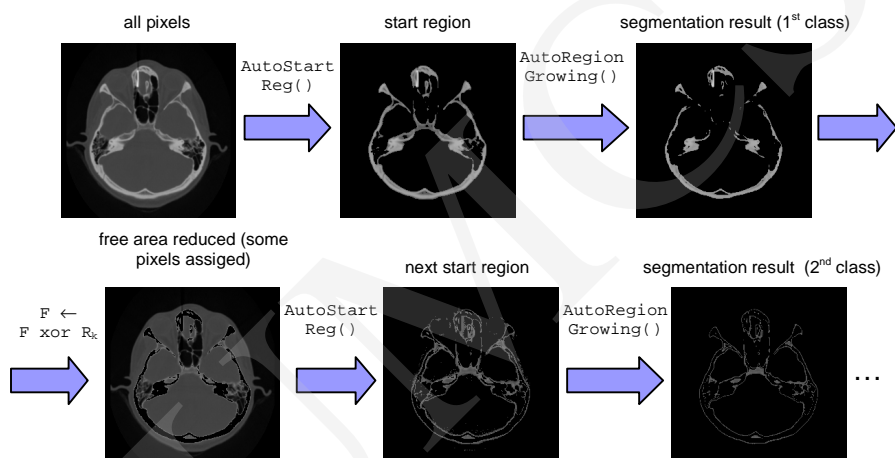 all pixels
start region
segmentation result (1st class)
AutoStart
Reg()
AutoRegion
Growing()
free area reduced (some
pixels assiged)
next start region
segmentation result (2nd class)
F ←
F xor Rk
AutoStart
Reg()
AutoRegion
Growing()
...